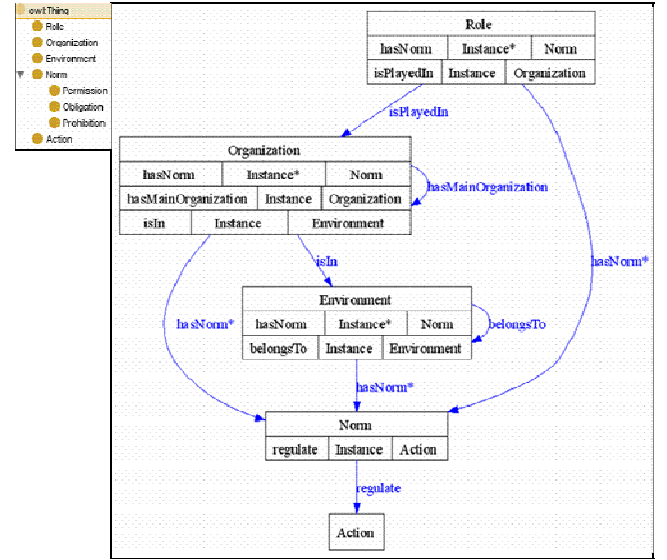 owl:Thing
Role
Organization
Environment
Norm
Permission
Obligation
Prohibition
Action
Role
hasNorm Instance* Norm
isPlayedIn Instance Organization
isPlayedIn
Organization
hasNorm Instance* Norm
hasMainOrganization Instance Organization
isIn Instance Environment
hasMainOrganization
isIn
hasNorm*
Environment
hasNorm Instance* Norm
belongsTo Instance Environment
belongsTo
hasNorm*
hasNorm*
Norm
regulate Instance Action
regulate
Action